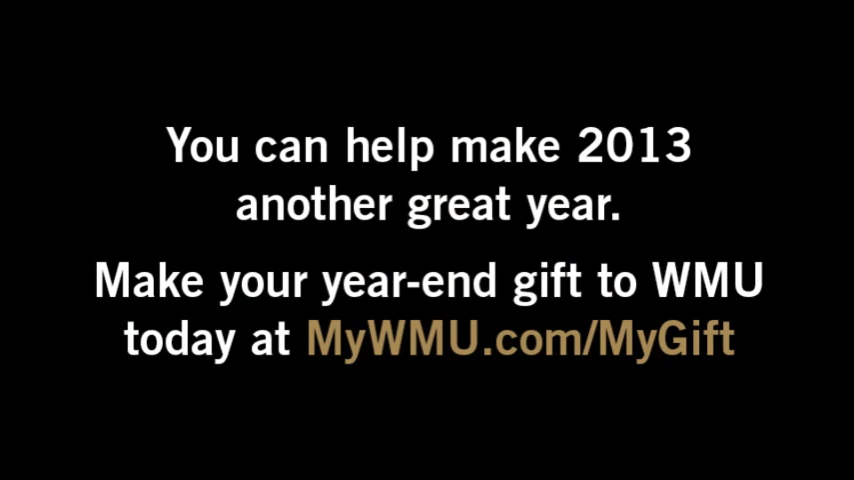 You can help make 2013
another great year.
Make your year-end gift to WMU
today at MyWMU.com/MyGift